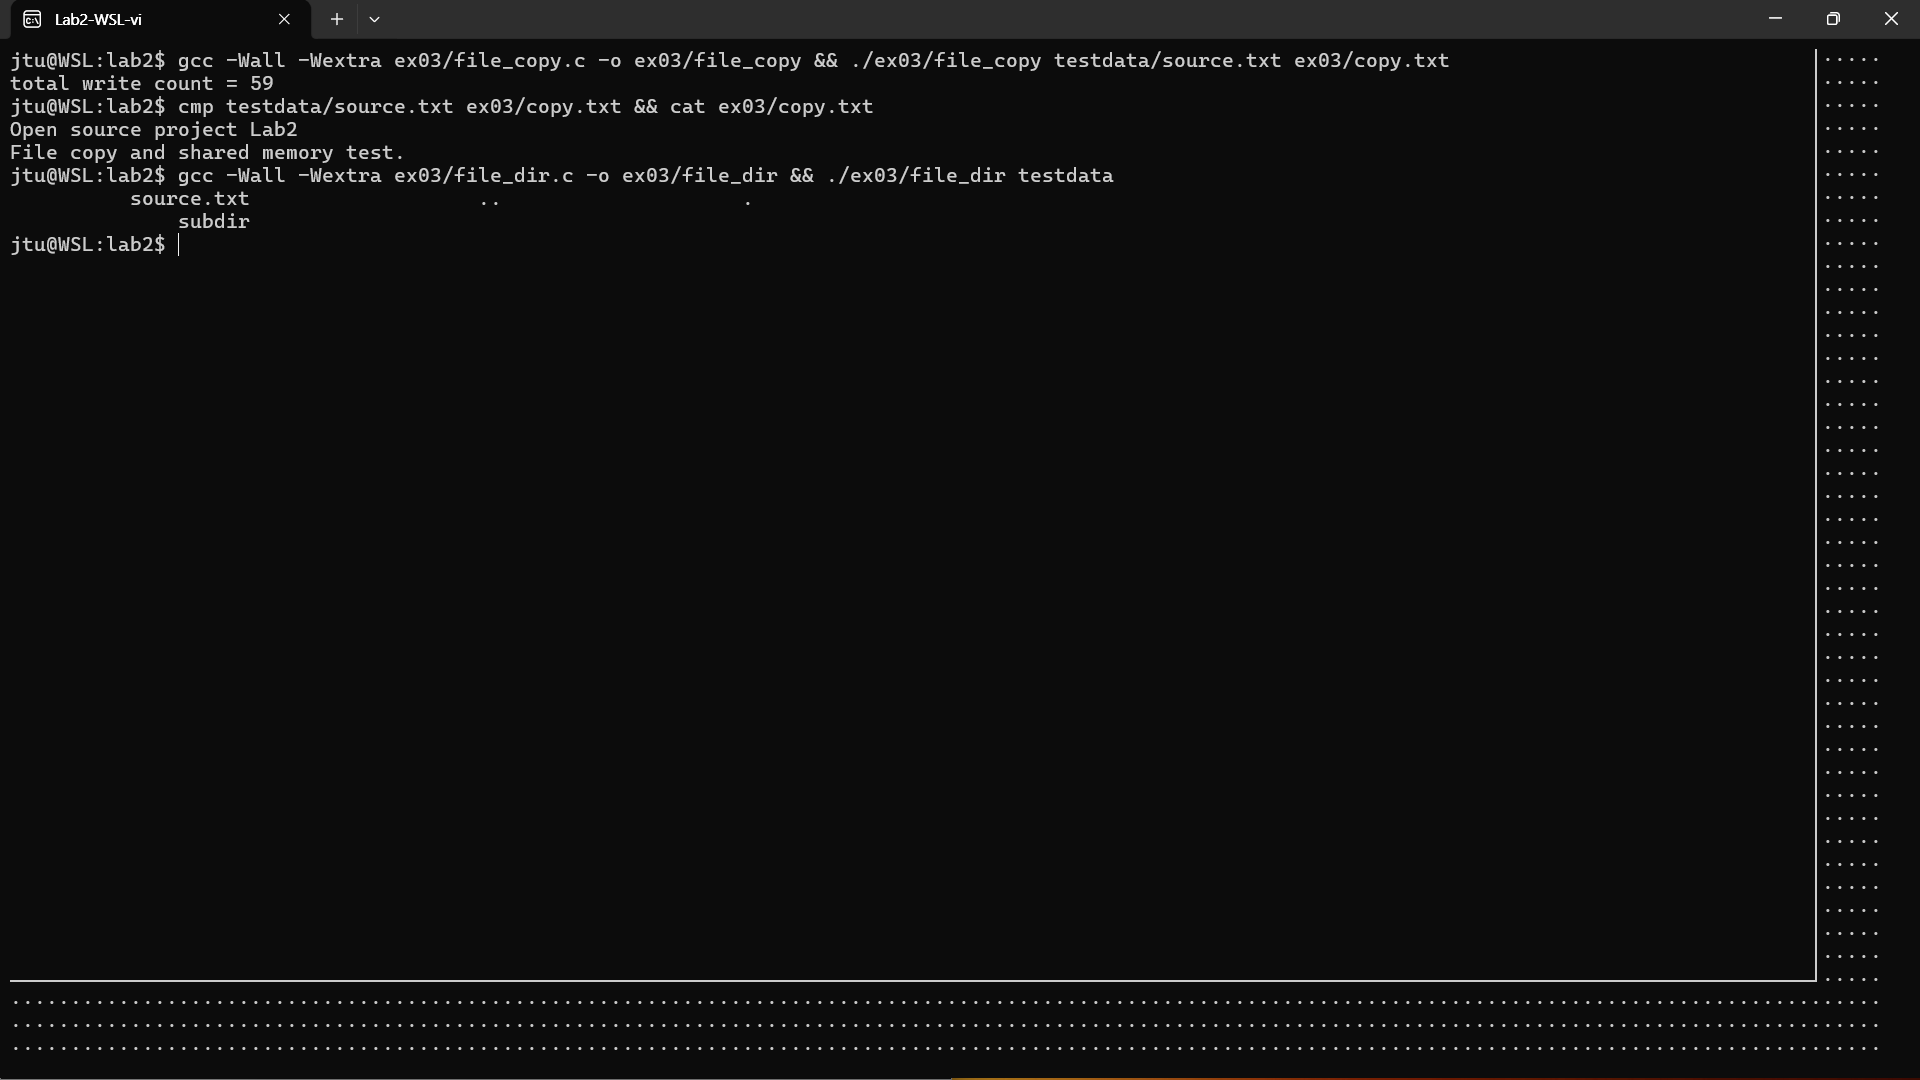 Lab2-WSL-vi
jtu@WSL:lab2$ gcc -Wall -Wextra ex03/file_copy.c -o ex03/file_copy && ./ex03/file_copy testdata/source.txt ex03/copy.txt
total write count = 59
jtu@WSL:lab2$ cmp testdata/source.txt ex03/copy.txt && cat ex03/copy.txt
Open source project Lab2
File copy and shared memory test.
jtu@WSL:lab2$ gcc -Wall -Wextra ex03/file_dir.c -o ex03/file_dir && ./ex03/file_dir testdata
          source.txt                   ..                     .
              subdir
jtu@WSL:lab2$